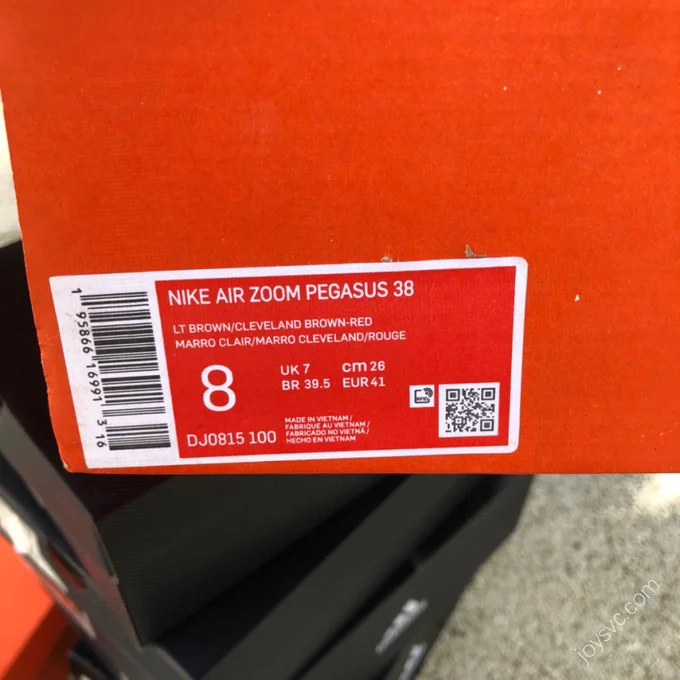 NIKE AIR ZOOM PEGASUS 38
LT BROWN/CLEVELAND BROWN-RED
MARRO CLAIR/MARRO CLEVELAND/ROUGE
8
UK 7 cm 26
BR 39.5 EUR 41
DJ0815 100
MADE IN VIETNAM/
FABRIQUE AU VIETNAM/
FABRICADO NO VIETNÃ/
HECHO EN VIETNAM
1 95866 16991 3 16
joysvc.com